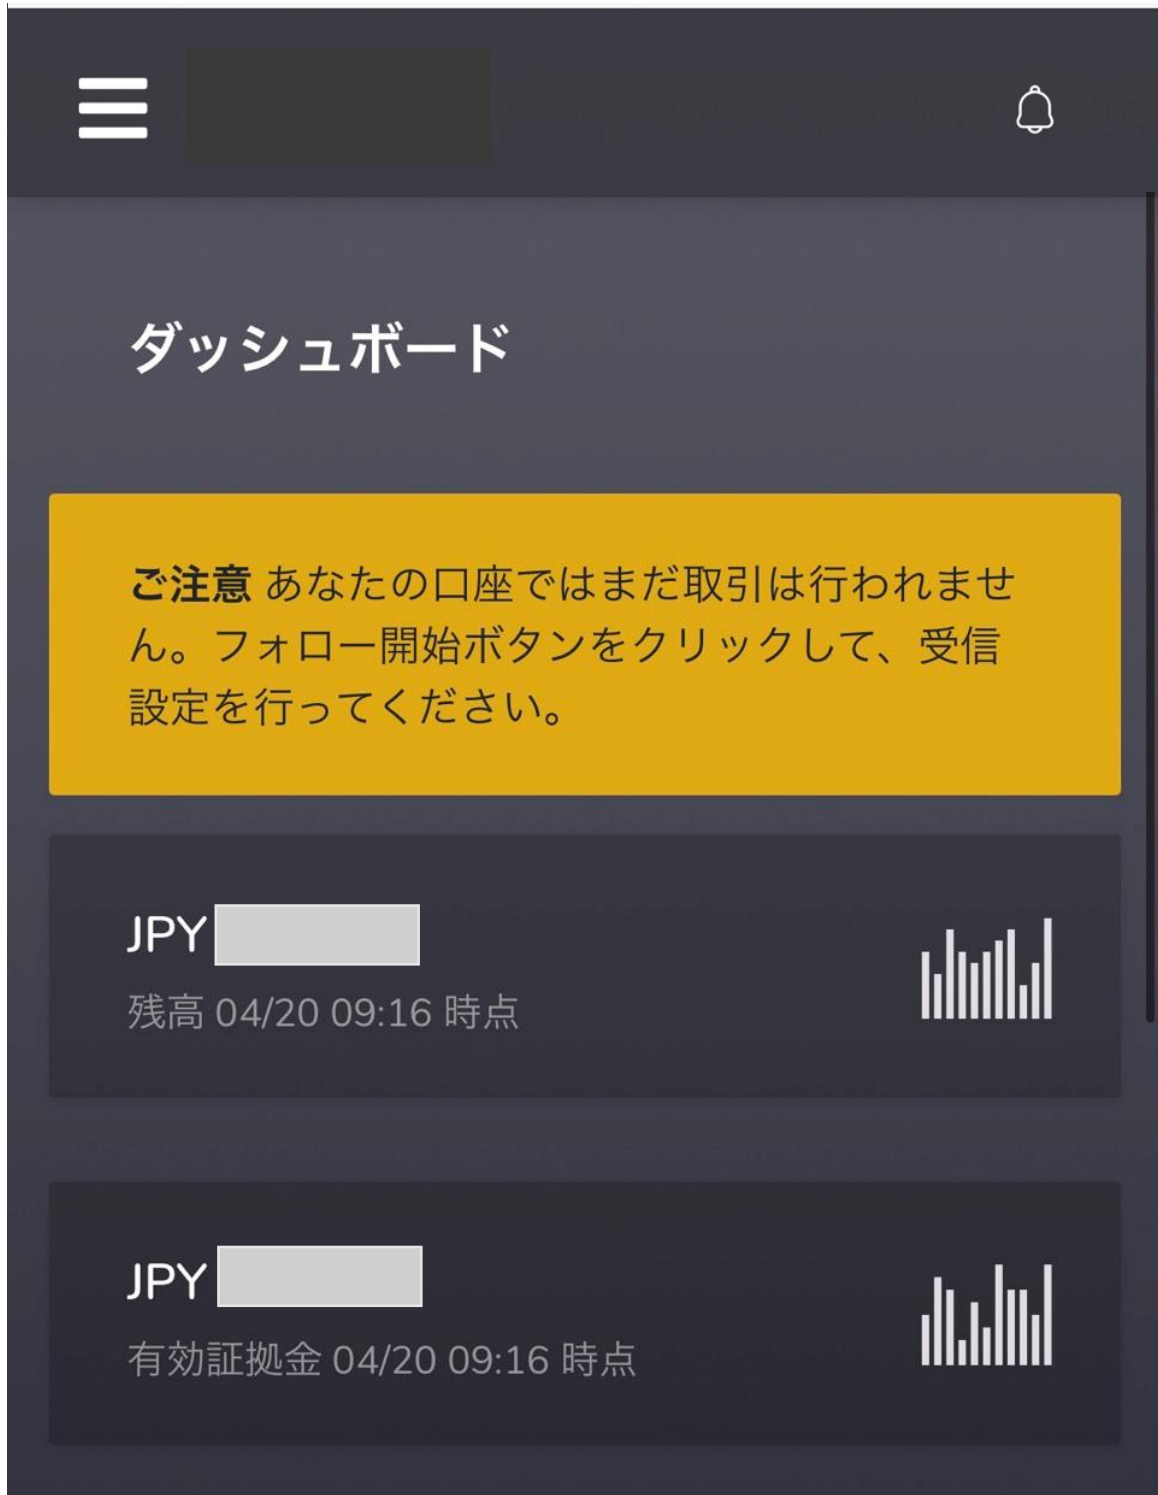 ダッシュボード
ご注意 あなたの口座ではまだ取引は行われませ
ん。フォロー開始ボタンをクリックして、受信
設定を行ってください。
JPY
残高 04/20 09:16 時点
JPY
有効証拠金 04/20 09:16 時点